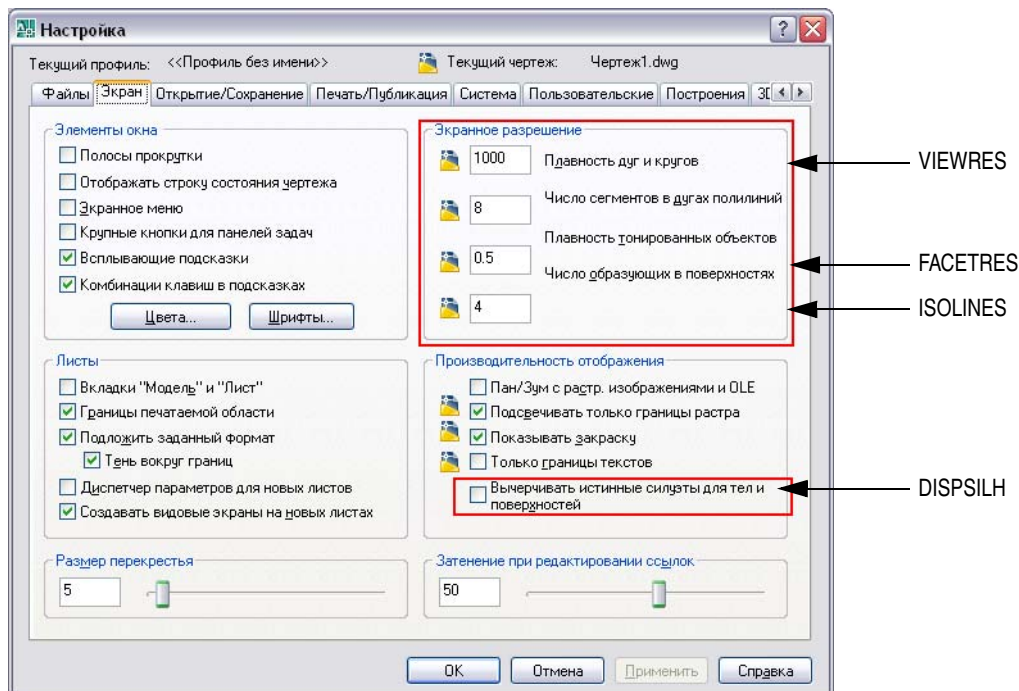 Настройка
Текущий профиль: <<Профиль без имени>> Текущий чертеж: Чертеж1.dwg
Файлы Экран Открытие/Сохранение Печать/Публикация Система Пользовательские Построения 3D
Элементы окна
Полосы прокрутки
Отображать строку состояния чертежа
Экранное меню
Крупные кнопки для панелей задач
Всплывающие подсказки
Комбинации клавиш в подсказках
Цвета... Шрифты...
Экранное разрешение
1000 Плавность дуг и кругов
8 Число сегментов в дугах полилиний
0.5 Плавность тонированных объектов
4 Число образующих в поверхностях
VIEWRES
FACETRES
ISOLINES
Листы
Вкладки "Модель" и "Лист"
Границы печатаемой области
Подложить заданный формат
Тень вокруг границ
Диспетчер параметров для новых листов
Создавать видовые экраны на новых листах
Производительность отображения
Пан/Зум с растр. изображениями и OLE
Подсвечивать только границы растра
Показывать закраску
Только границы текстов
Вычерчивать истинные силуэты для тел и
поверхностей
DISPSILH
Размер перекрестья
5
Затенение при редактировании ссылок
50
OK Отмена Применить Справка